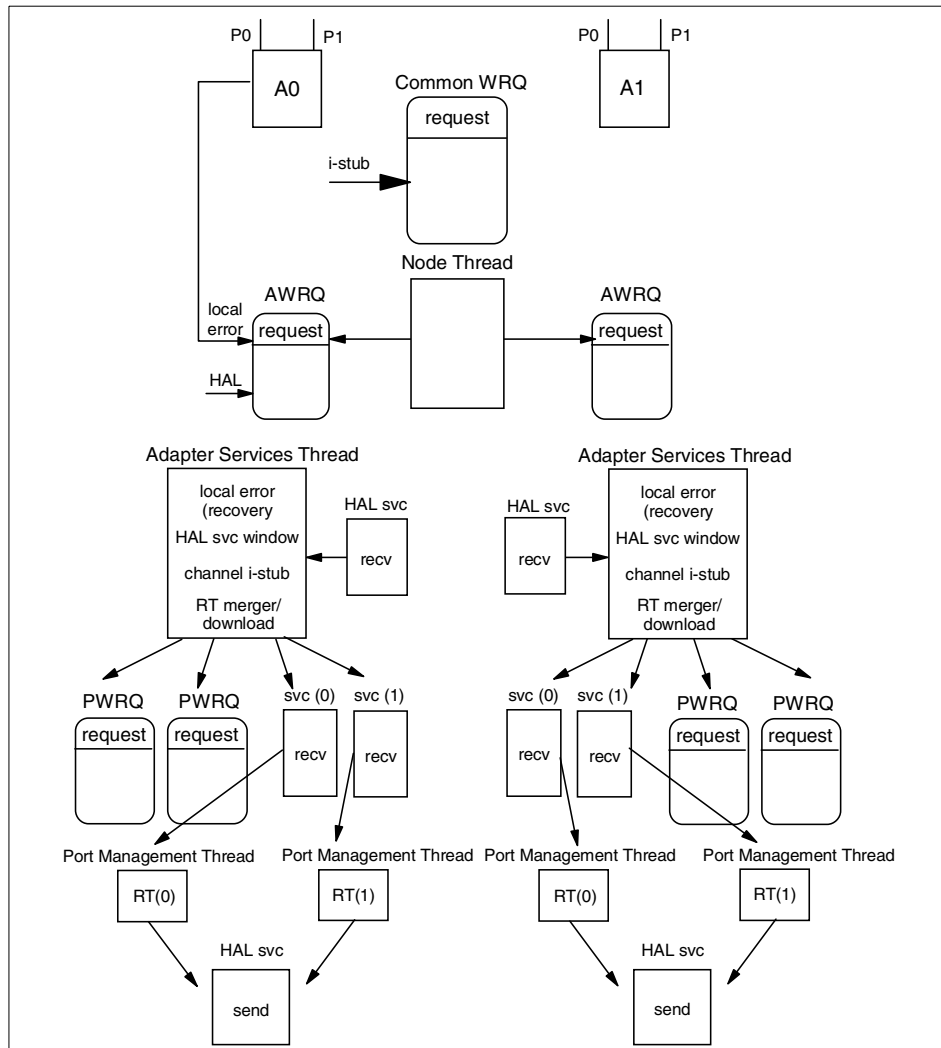 P0
P1
P0
P1
A0
A1
Common WRQ
request
i-stub
Node Thread
AWRQ
AWRQ
local
error
request
request
HAL
Adapter Services Thread
Adapter Services Thread
local error
(recovery
HAL svc window
channel i-stub
RT merger/
download
HAL svc
recv
HAL svc
recv
local error
(recovery
HAL svc window
channel i-stub
RT merger/
download
PWRQ
PWRQ
svc (0)
svc (1)
svc (0)
svc (1)
PWRQ
PWRQ
request
request
recv
recv
recv
recv
request
request
Port Management Thread
Port Management Thread
Port Management Thread
Port Management Thread
RT(0)
RT(1)
RT(0)
RT(1)
HAL svc
HAL svc
send
send